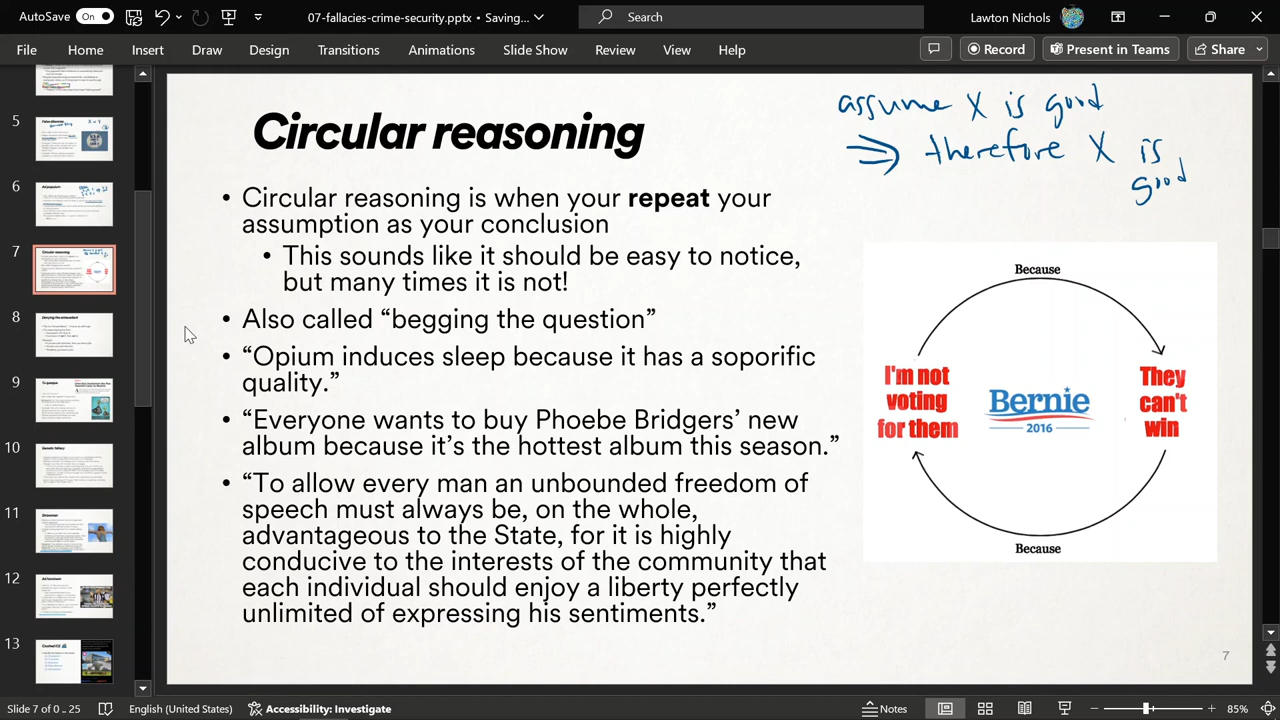 AutoSave On 07-fallacies-crime-security.pptx • Saving... Search Lawton Nichols
File Home Insert Draw Design Transitions Animations Slide Show Review View Help Record Present in Teams Share
5
7
8
10
11
12
13
Circular reasoning
assume X is good
⇒ therefore X is
good
Circular reasoning is when your repeat your
assumption as your conclusion
This sounds like it should be easy to notice,
but many times it is not!
• Also called “begging the question”
• “Opium induces sleep because it has a soporific
quality.”
• “Everyone wants to buy Phoebe Bridgers’ new
album because it’s the hottest album this season.”
• “To allow every man an unbounded freedom of
speech must always be, on the whole,
advantageous to the State, for it is highly
conducive to the interests of the community that
each individual should enjoy a liberty perfectly
unlimited of expressing his sentiments.”
Because
I'm not
voting
for them
Bernie
2016
They
can't
win
Because
7
Slide 7 of 0...25 English (United States) Accessibility: Investigate Notes 85%